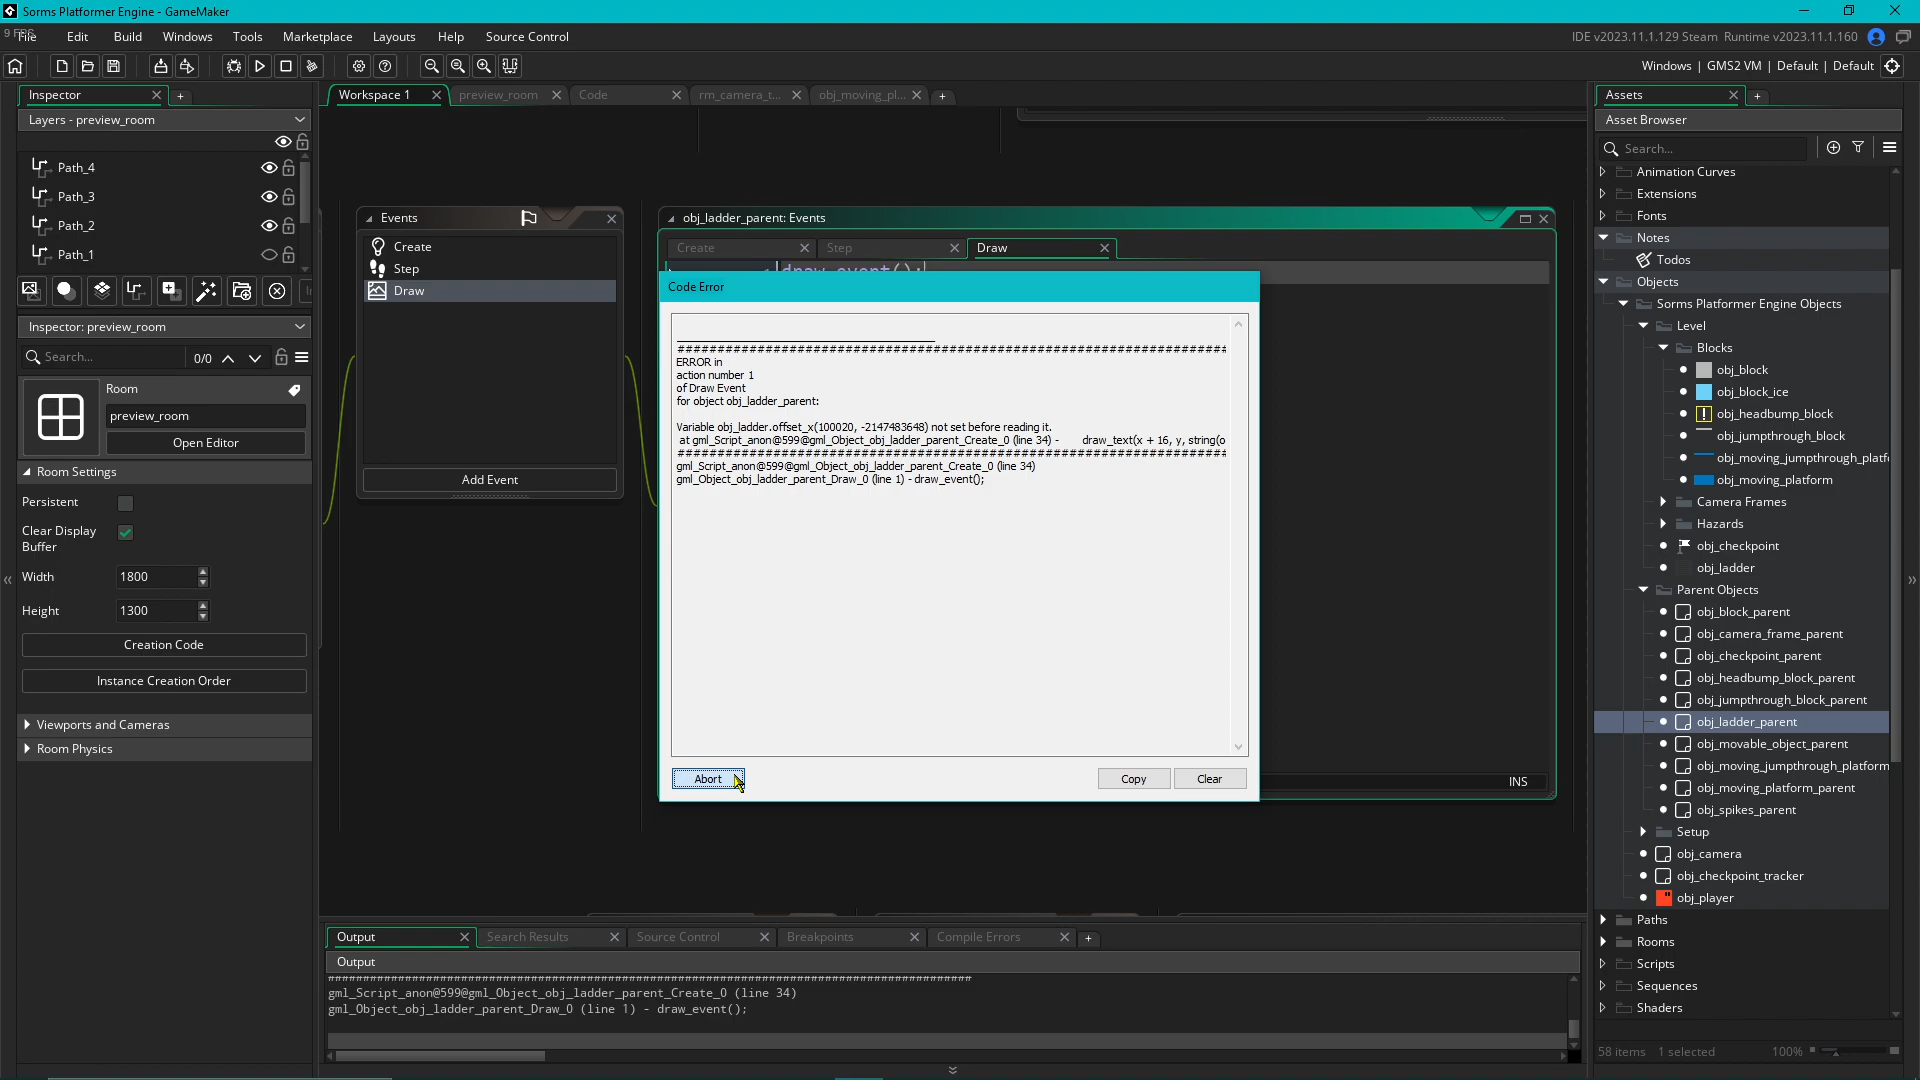 Sorms Platformer Engine - GameMaker
9 FPS
File Edit Build Windows Tools Marketplace Layouts Help Source Control
IDE v2023.11.1.129 Steam Runtime v2023.11.1.160
Windows | GMS2 VM | Default | Default
Inspector
Layers - preview_room
Path_4
Path_3
Path_2
Path_1
Inspector: preview_room
Search... 0/0
Room
preview_room
Open Editor
Room Settings
Persistent
Clear Display
Buffer
Width 1800
Height 1300
Creation Code
Instance Creation Order
Viewports and Cameras
Room Physics
Workspace 1 preview_room Code rm_camera_t... obj_moving_pl...
Events
Create
Step
Draw
Add Event
obj_ladder_parent: Events
Create Step Draw
draw_event();
Code Error
################################################################
ERROR in
action number 1
of Draw Event
for object obj_ladder_parent:
Variable obj_ladder.offset_x(100020, -2147483648) not set before reading it.
at gml_Script_anon@599@gml_Object_obj_ladder_parent_Create_0 (line 34) - draw_text(x + 16, y, string(o
################################################################
gml_Script_anon@599@gml_Object_obj_ladder_parent_Create_0 (line 34)
gml_Object_obj_ladder_parent_Draw_0 (line 1) - draw_event();
Abort Copy Clear
INS
Output Search Results Source Control Breakpoints Compile Errors
Output
gml_Script_anon@599@gml_Object_obj_ladder_parent_Create_0 (line 34)
gml_Object_obj_ladder_parent_Draw_0 (line 1) - draw_event();
Assets
Asset Browser
Search...
Animation Curves
Extensions
Fonts
Notes
Todos
Objects
Sorms Platformer Engine Objects
Level
Blocks
obj_block
obj_block_ice
obj_headbump_block
obj_jumpthrough_block
obj_moving_jumpthrough_platf
obj_moving_platform
Camera Frames
Hazards
obj_checkpoint
obj_ladder
Parent Objects
obj_block_parent
obj_camera_frame_parent
obj_checkpoint_parent
obj_headbump_block_parent
obj_jumpthrough_block_parent
obj_ladder_parent
obj_movable_object_parent
obj_moving_jumpthrough_platform
obj_moving_platform_parent
obj_spikes_parent
Setup
obj_camera
obj_checkpoint_tracker
obj_player
Paths
Rooms
Scripts
Sequences
Shaders
58 items 1 selected 100%